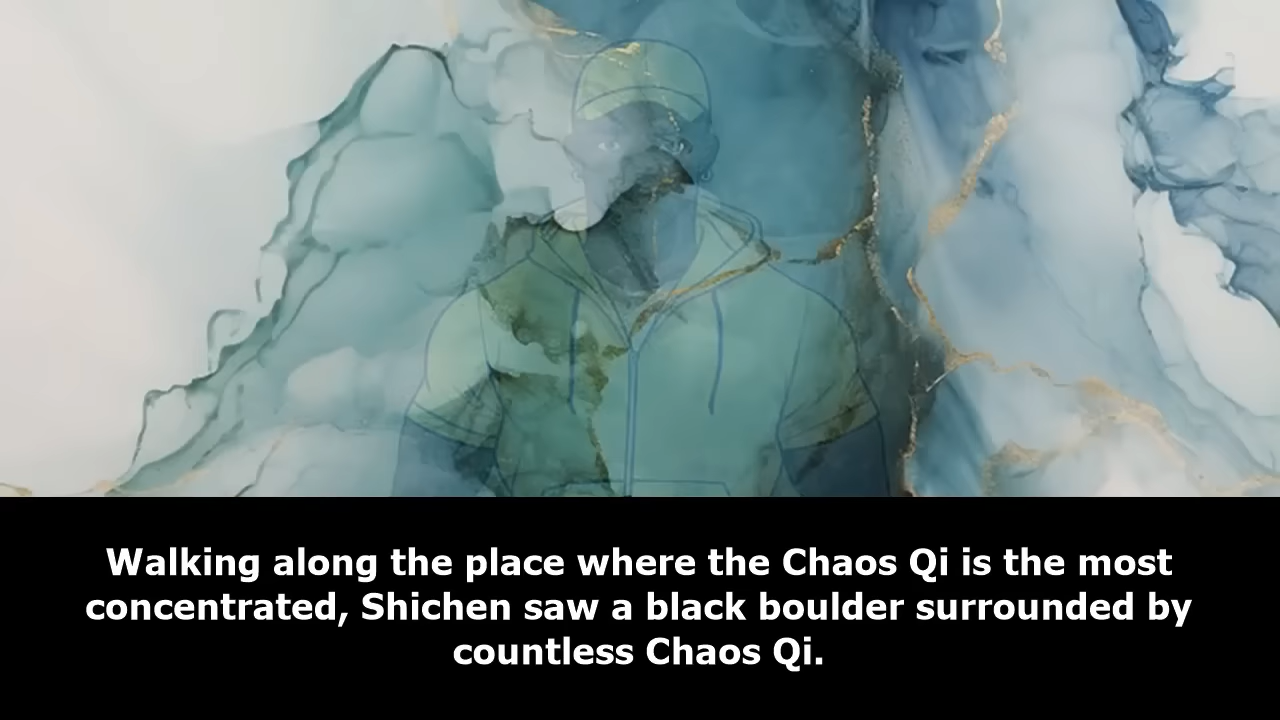 Walking along the place where the Chaos Qi is the most
concentrated, Shichen saw a black boulder surrounded by
countless Chaos Qi.